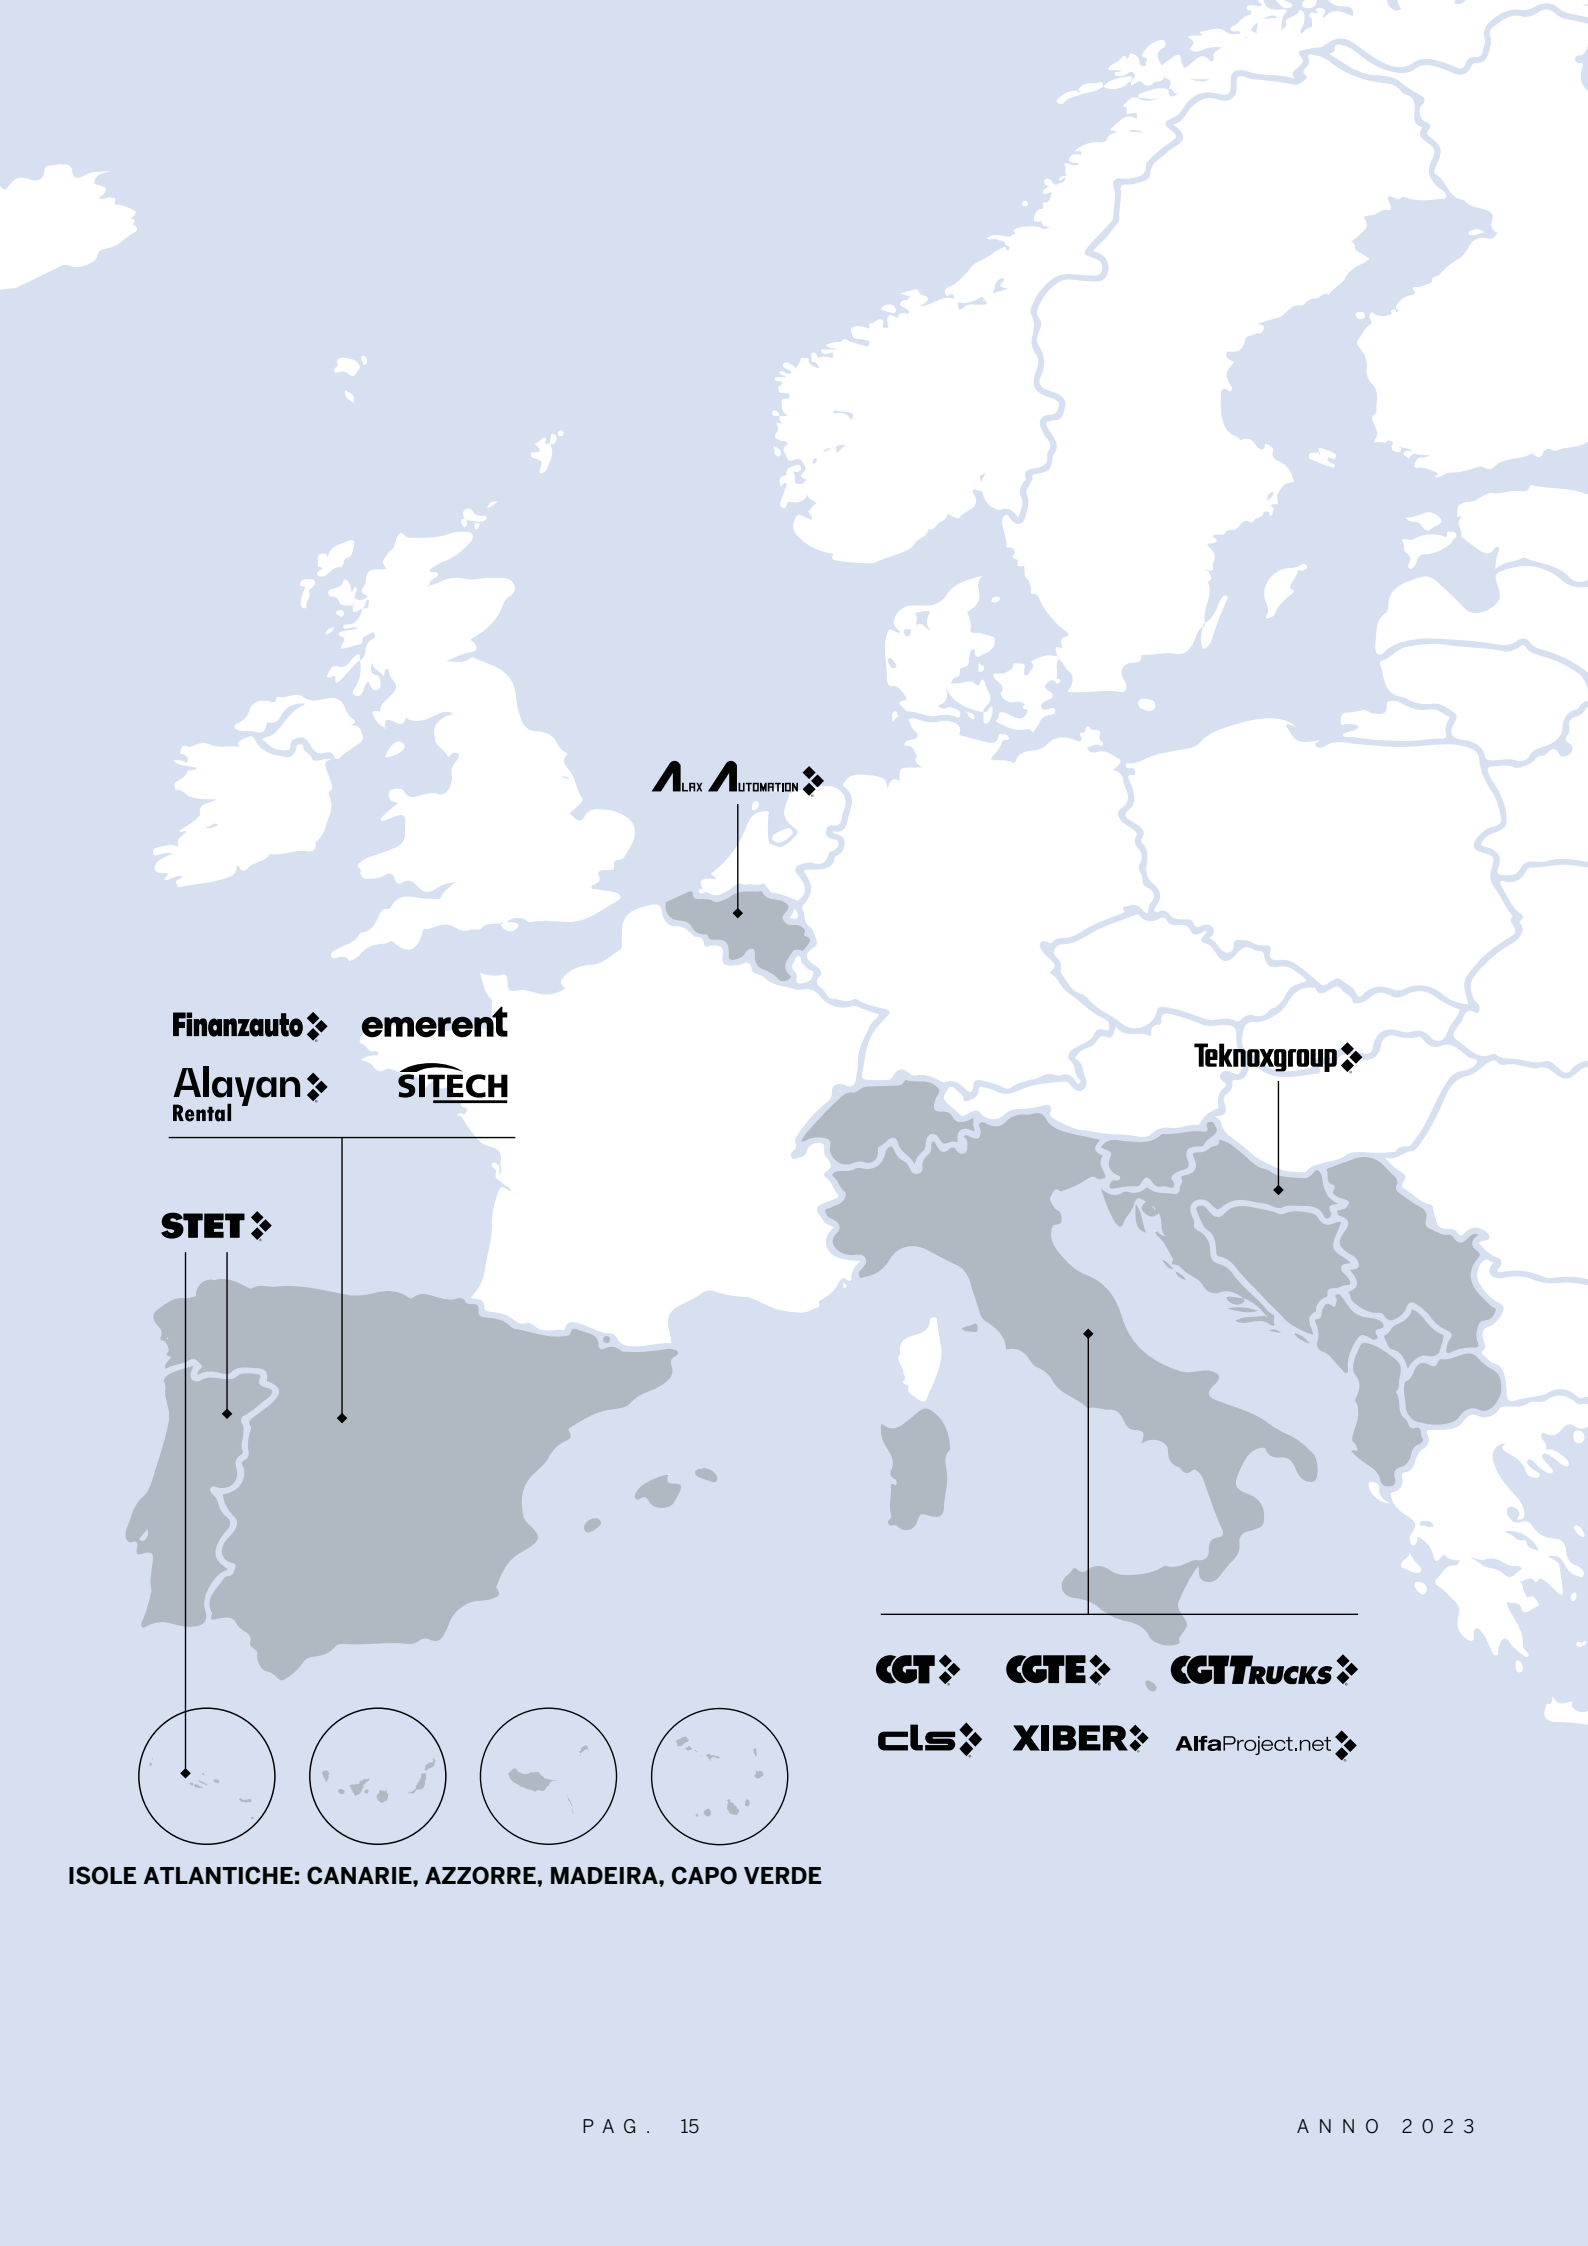 ALAX AUTOMATION
Finanzauto emerent
Alayan Rental SITECH
Teknoxgroup
STET
CGT CGTE CGTTRUCKS
cls XIBER AlfaProject.net
ISOLE ATLANTICHE: CANARIE, AZZORRE, MADEIRA, CAPO VERDE
PAG. 15 ANNO 2023